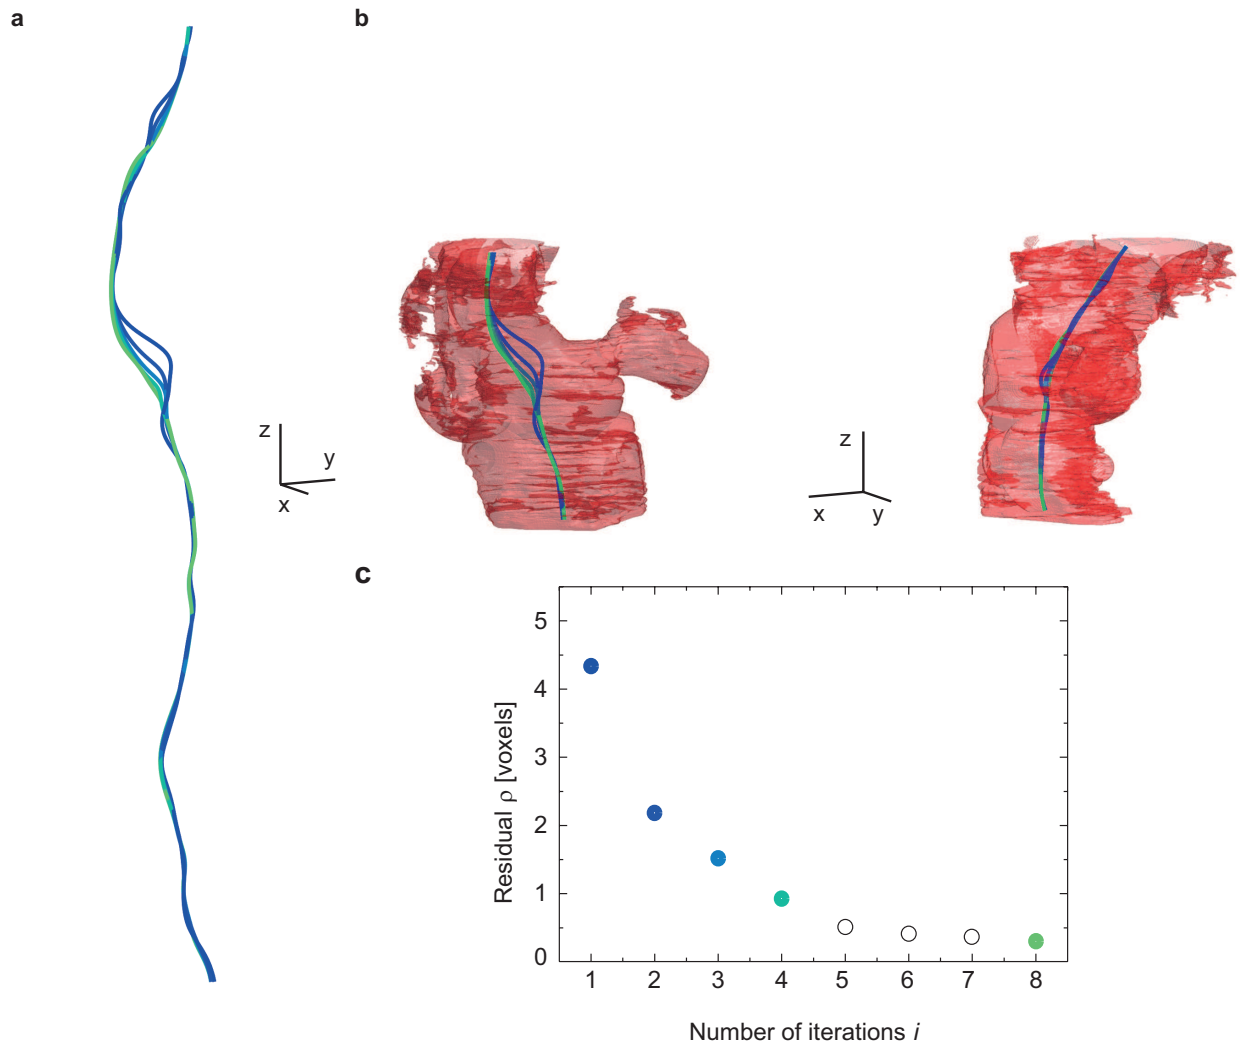 a
b
z
y
x
z
x
y
c
5
4
3
2
1
0
Residual ρ [voxels]
1 2 3 4 5 6 7 8
Number of iterations i